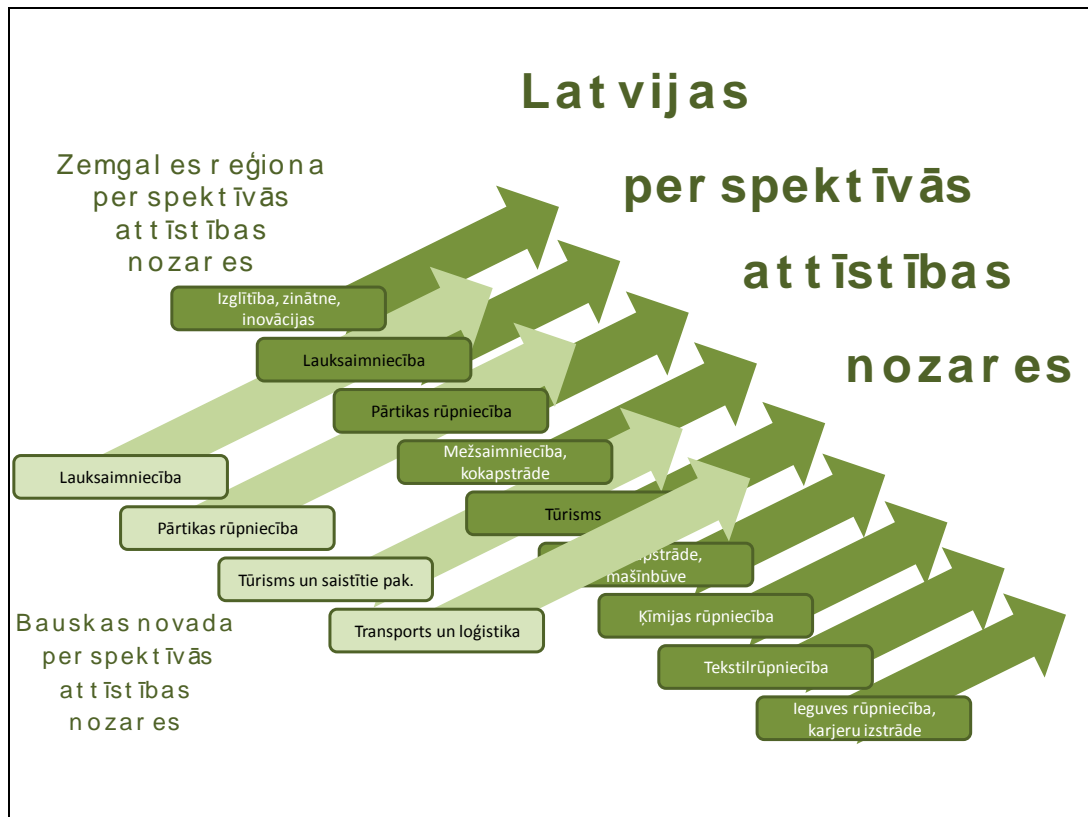 Latvijas
perspektīvās
attīstības
nozares
Zemgales reģiona
perspektīvās
attīstības
nozares
Izglītība, zinātne,
inovācijas
Lauksaimniecība
Pārtikas rūpniecība
Mežsaimniecība,
kokapstrāde
Tūrisms
mašīnbūve
Ķīmijas rūpniecība
Tekstilrūpniecība
Ieguves rūpniecība,
karjeru izstrāde
Lauksaimniecība
Pārtikas rūpniecība
Tūrisms un saistītie pak.
Transports un loģistika
Bauskas novada
perspektīvās
attīstības
nozares